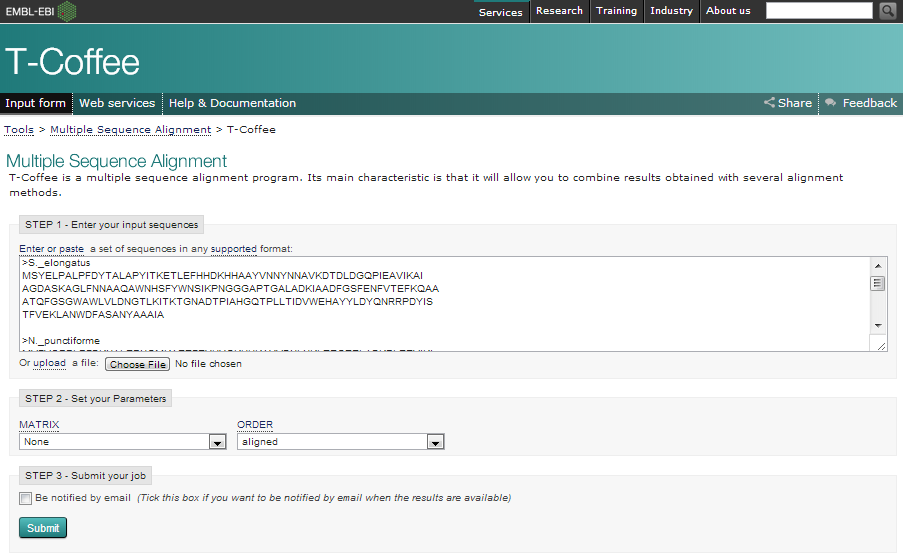 EMBL-EBI
Services Research Training Industry About us
T-Coffee
Input form Web services Help & Documentation Share Feedback
Tools > Multiple Sequence Alignment > T-Coffee
Multiple Sequence Alignment
T-Coffee is a multiple sequence alignment program. Its main characteristic is that it will allow you to combine results obtained with several alignment
methods.
STEP 1 - Enter your input sequences
Enter or paste a set of sequences in any supported format:
>S._elongatus
MSYELPALPFDYTALAPYITKETLEFHHDKHHAAYVNNYNNAVKDTDLDGQPIEAVIKAI
AGDASKAGLFNNAAQAWNHSFYWNSIKPNGGGAPTGALADKIAADFGSFENFVTEFKQAA
ATQFGSGWAWLVLDNGTLKITKTGNADTPIAHGQTPLLTIDVWEHAYYLDYQNRRPDYIS
TFVEKLANWDFASANYAAAIA
>N._punctiforme
Or upload a file: Choose File No file chosen
STEP 2 - Set your Parameters
MATRIX ORDER
None aligned
STEP 3 - Submit your job
Be notified by email (Tick this box if you want to be notified by email when the results are available)
Submit